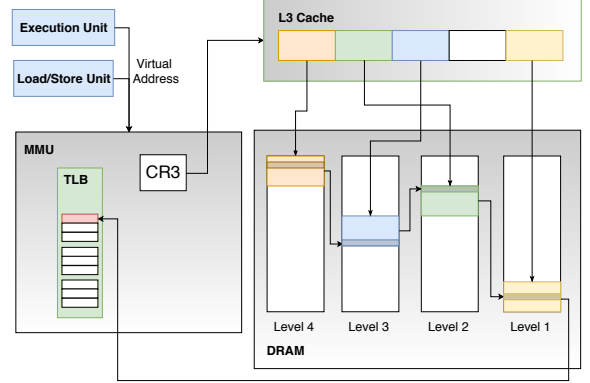 L3 Cache
Execution Unit
Load/Store Unit
Virtual
Address
MMU
TLB
CR3
Level 4
Level 3
Level 2
Level 1
DRAM